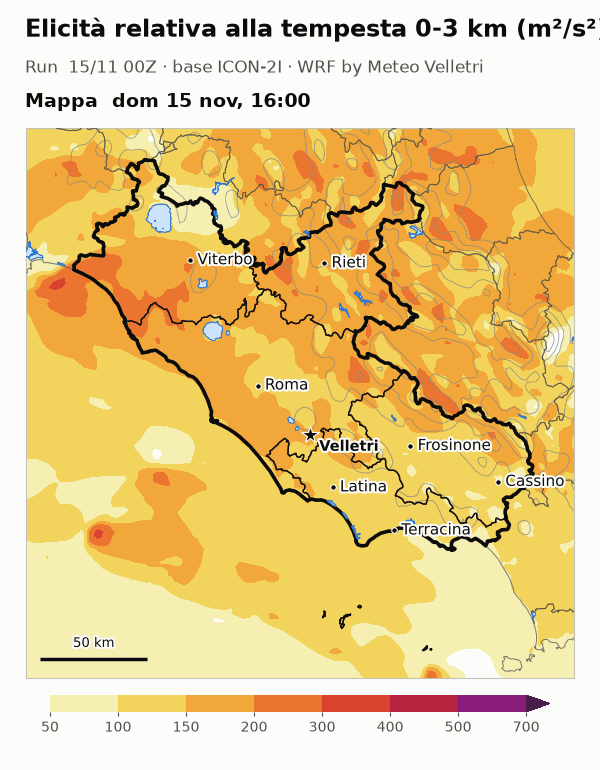 Elicità relativa alla tempesta 0-3 km (m²/s²)
Run  15/11 00Z · base ICON-2I · WRF by Meteo Velletri
Mappa  dom 15 nov, 16:00
Viterbo
Rieti
Roma
Velletri
Frosinone
Cassino
Latina
Terracina
50 km
50 100 150 200 300 400 500 700